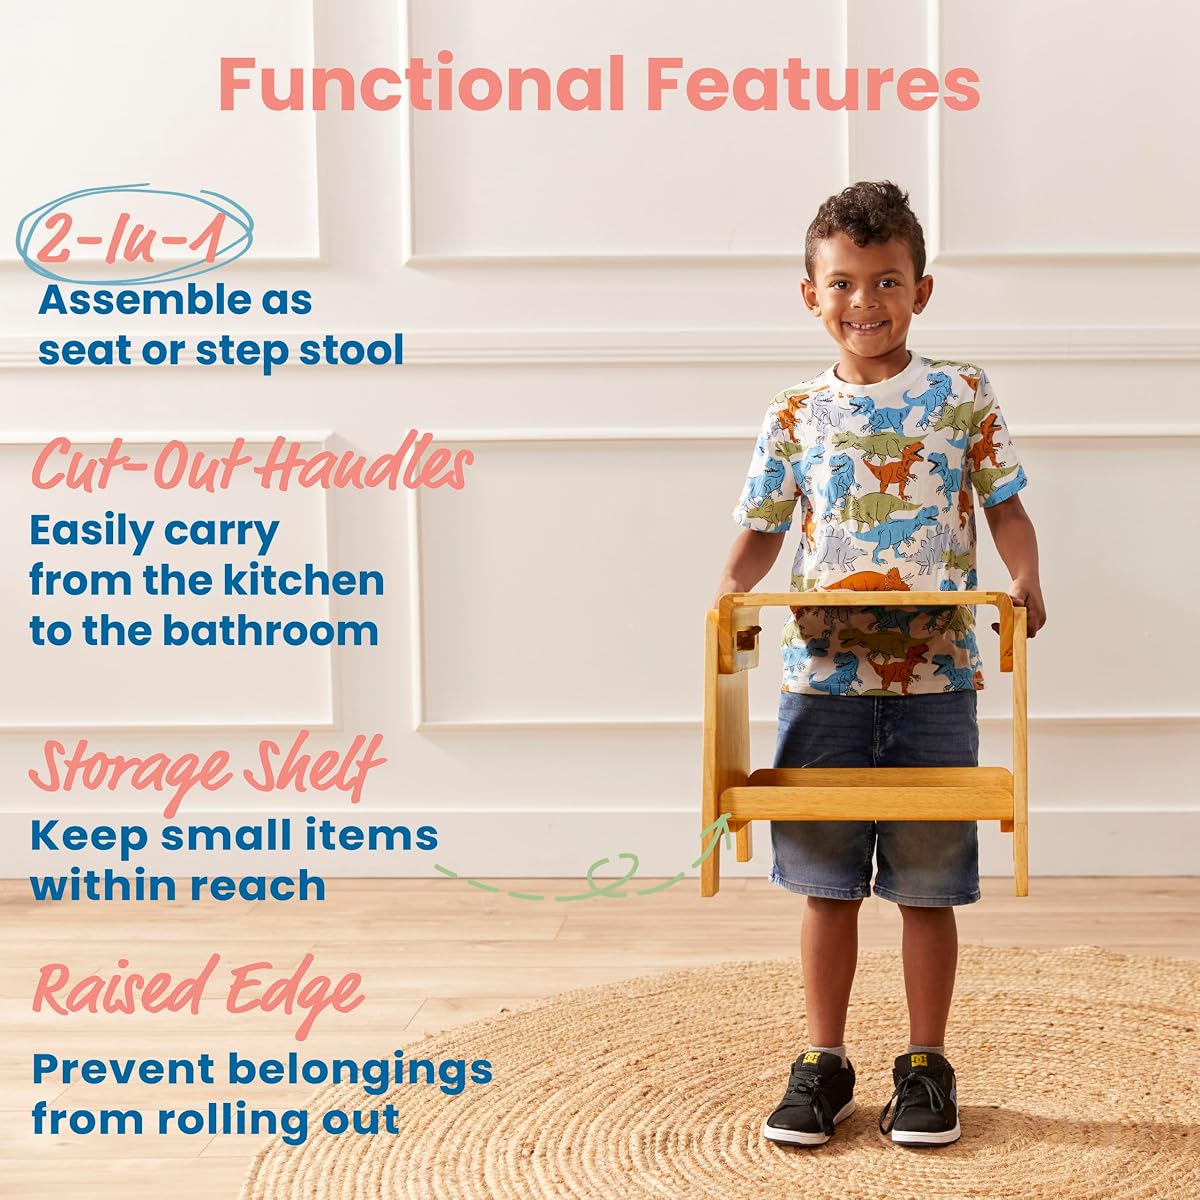 Functional Features
2-In-1
Assemble as
seat or step stool
Cut-Out Handles
Easily carry
from the kitchen
to the bathroom
Storage Shelf
Keep small items
within reach
Raised Edge
Prevent belongings
from rolling out